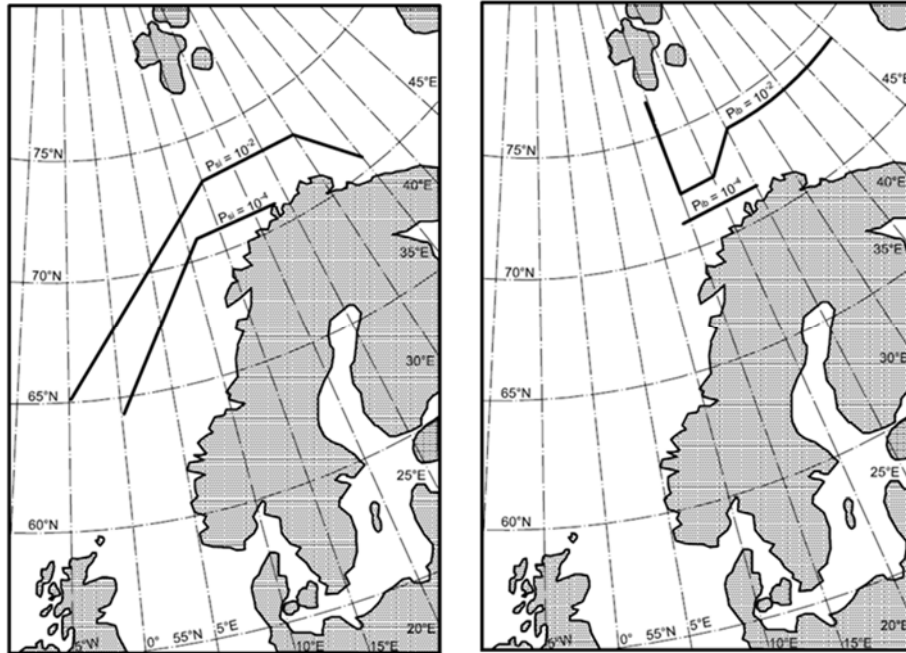 45°E
75°N
P_sl = 10⁻²
40°E
P_sl = 10⁻⁴
35°E
70°N
30°E
65°N
25°E
60°N
5°W
0°
55°N
5°E
10°E
15°E
20°E
45°E
P_ib = 10⁻²
75°N
40°E
P_ib = 10⁻⁴
35°E
70°N
30°E
65°N
25°E
60°N
5°W
0°
55°N
5°E
10°E
15°E
20°E